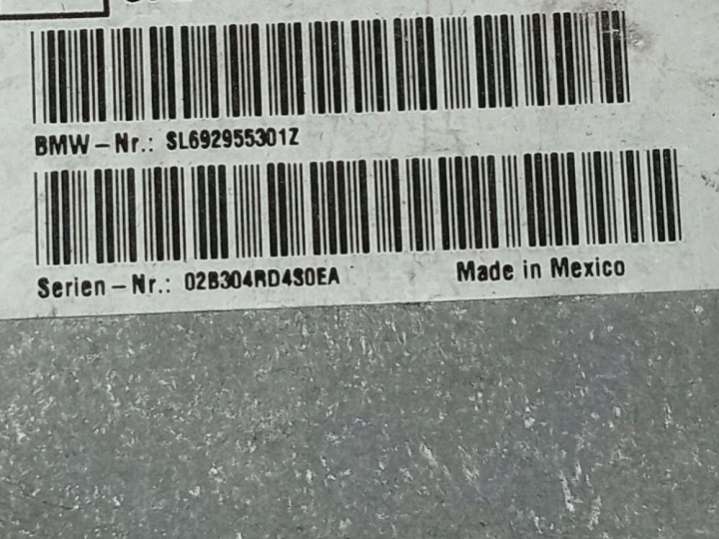 BMW-Nr.: SL692955301Z
Serien-Nr.: 02B304RD4S0EA
Made in Mexico